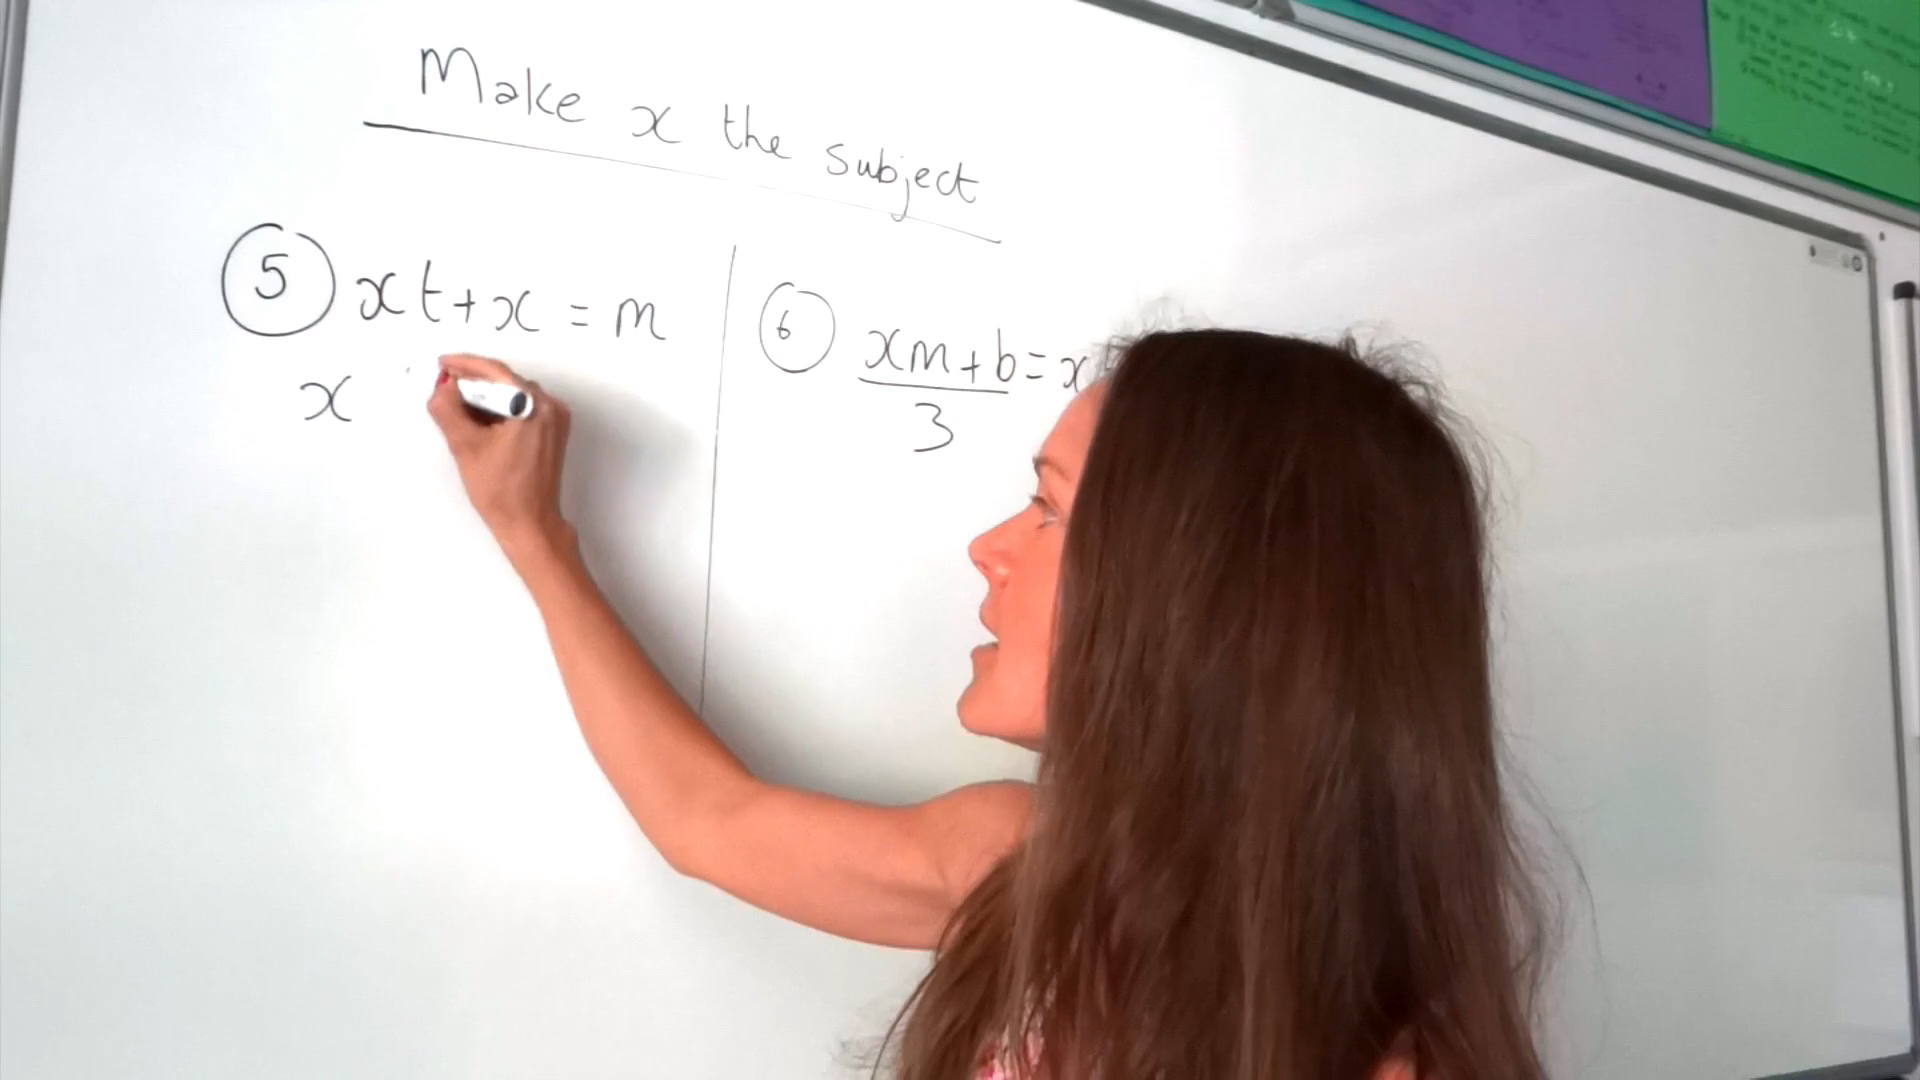 Make x the subject
5 xt+x = m
x
6 xm+b = x
3